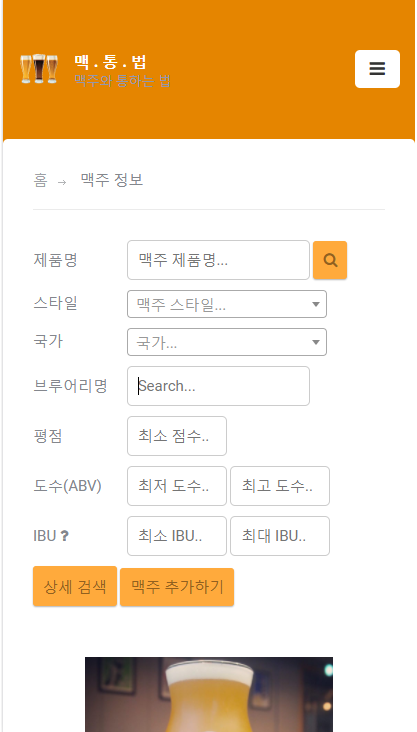 맥.통.법
맥주와 통하는 법
홈 → 맥주 정보
제품명 맥주 제품명...
스타일 맥주 스타일...
국가 국가...
브루어리명 Search...
평점 최소 점수..
도수(ABV) 최저 도수.. 최고 도수..
IBU ? 최소 IBU.. 최대 IBU..
상세 검색 맥주 추가하기